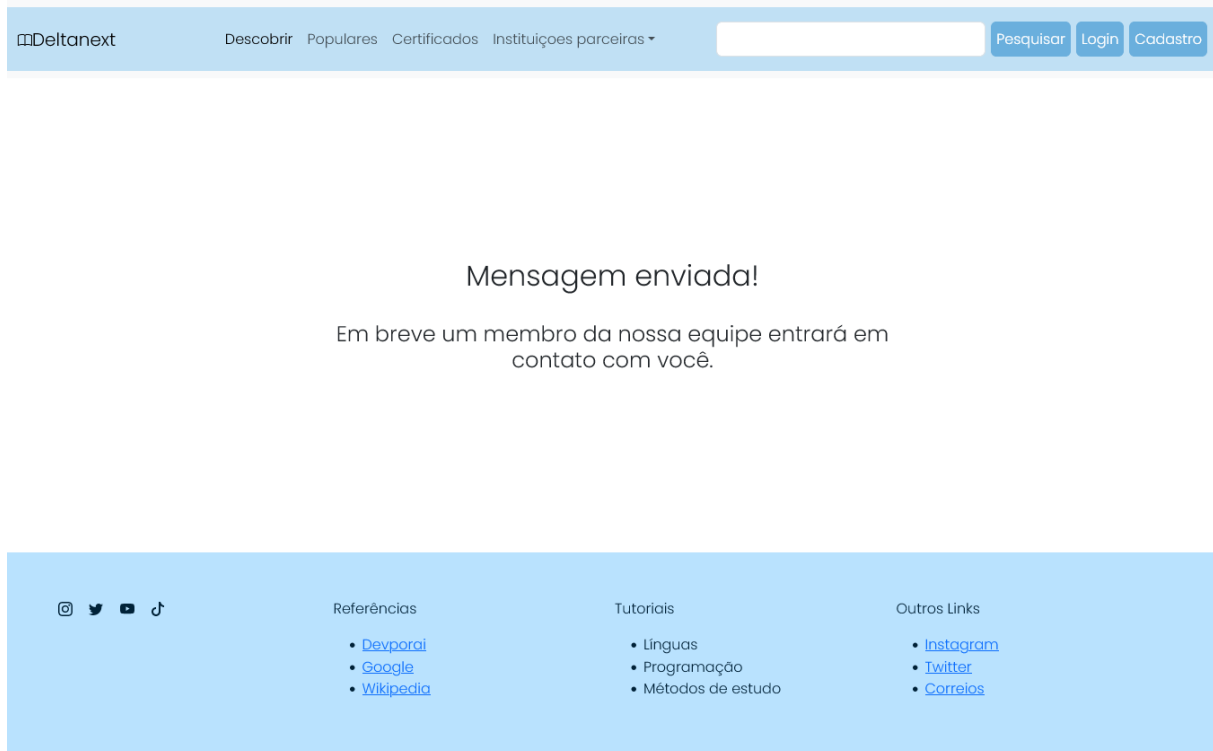 Deltanext
Descobrir Populares Certificados Instituiçoes parceiras
Pesquisar Login Cadastro
Mensagem enviada!
Em breve um membro da nossa equipe entrará em
contato com você.
Referências
Devporai
Google
Wikipedia
Tutoriais
Línguas
Programação
Métodos de estudo
Outros Links
Instagram
Twitter
Correios